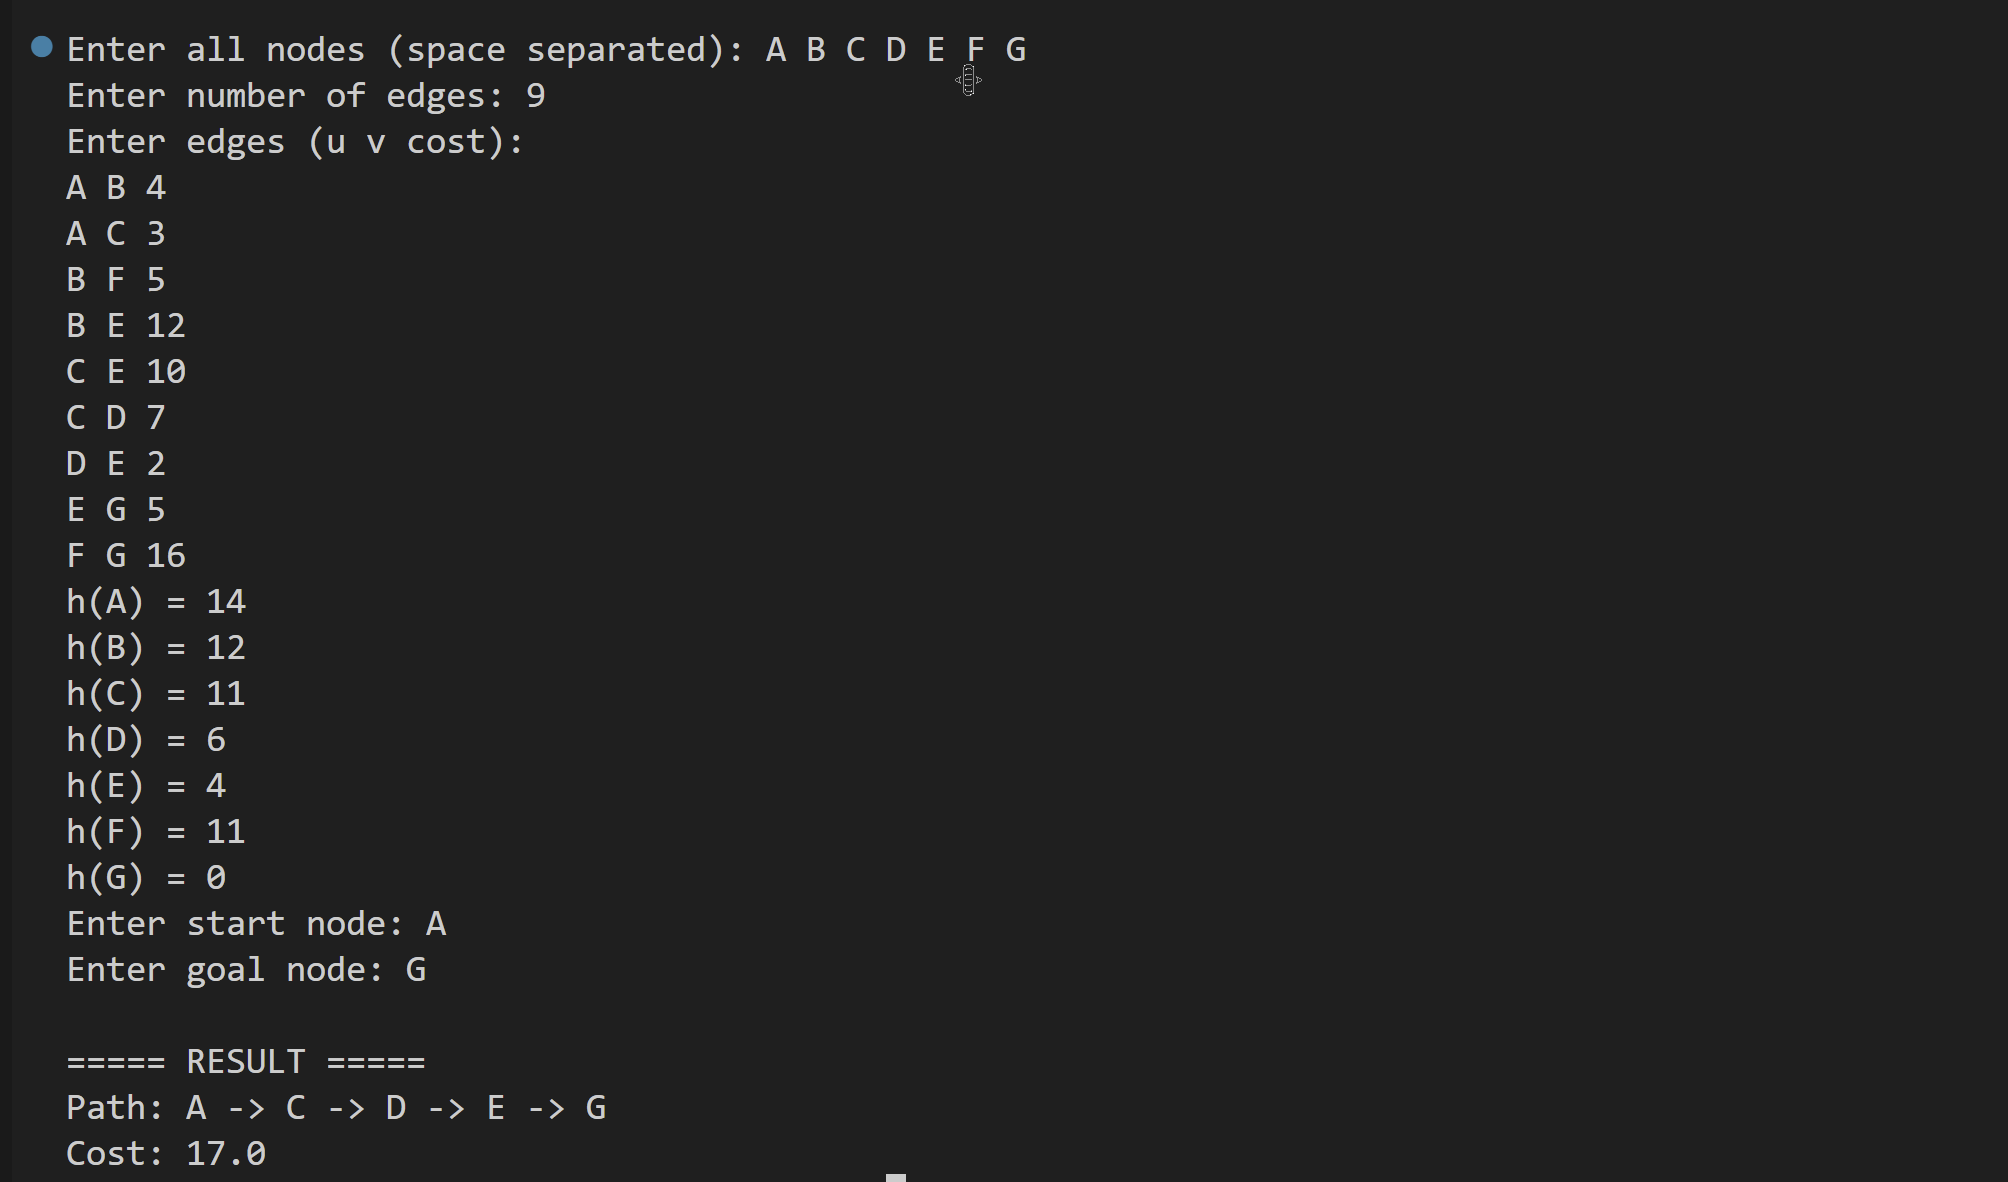 Enter all nodes (space separated): A B C D E F G
Enter number of edges: 9
Enter edges (u v cost):
A B 4
A C 3
B F 5
B E 12
C E 10
C D 7
D E 2
E G 5
F G 16
h(A) = 14
h(B) = 12
h(C) = 11
h(D) = 6
h(E) = 4
h(F) = 11
h(G) = 0
Enter start node: A
Enter goal node: G

===== RESULT =====
Path: A -> C -> D -> E -> G
Cost: 17.0